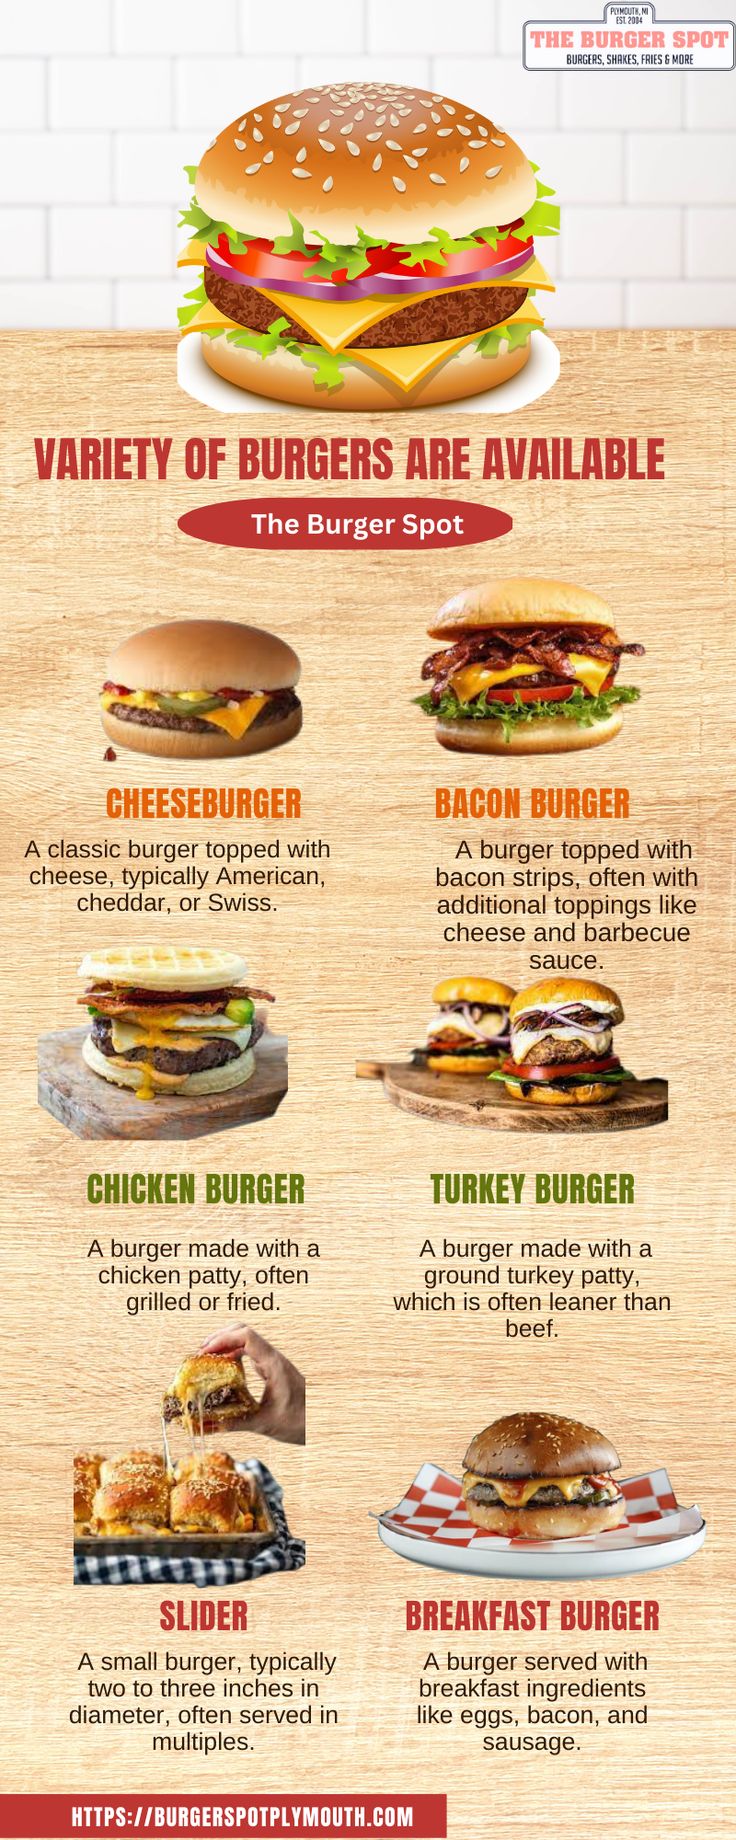 PLYMOUTH, MI
EST. 2004
THE BURGER SPOT
BURGERS, SHAKES, FRIES & MORE
VARIETY OF BURGERS ARE AVAILABLE
The Burger Spot
CHEESEBURGER
A classic burger topped with
cheese, typically American,
cheddar, or Swiss.
BACON BURGER
A burger topped with
bacon strips, often with
additional toppings like
cheese and barbecue
sauce.
CHICKEN BURGER
A burger made with a
chicken patty, often
grilled or fried.
TURKEY BURGER
A burger made with a
ground turkey patty,
which is often leaner than
beef.
SLIDER
A small burger, typically
two to three inches in
diameter, often served in
multiples.
BREAKFAST BURGER
A burger served with
breakfast ingredients
like eggs, bacon, and
sausage.
HTTPS://BURGERSPOTPLYMOUTH.COM